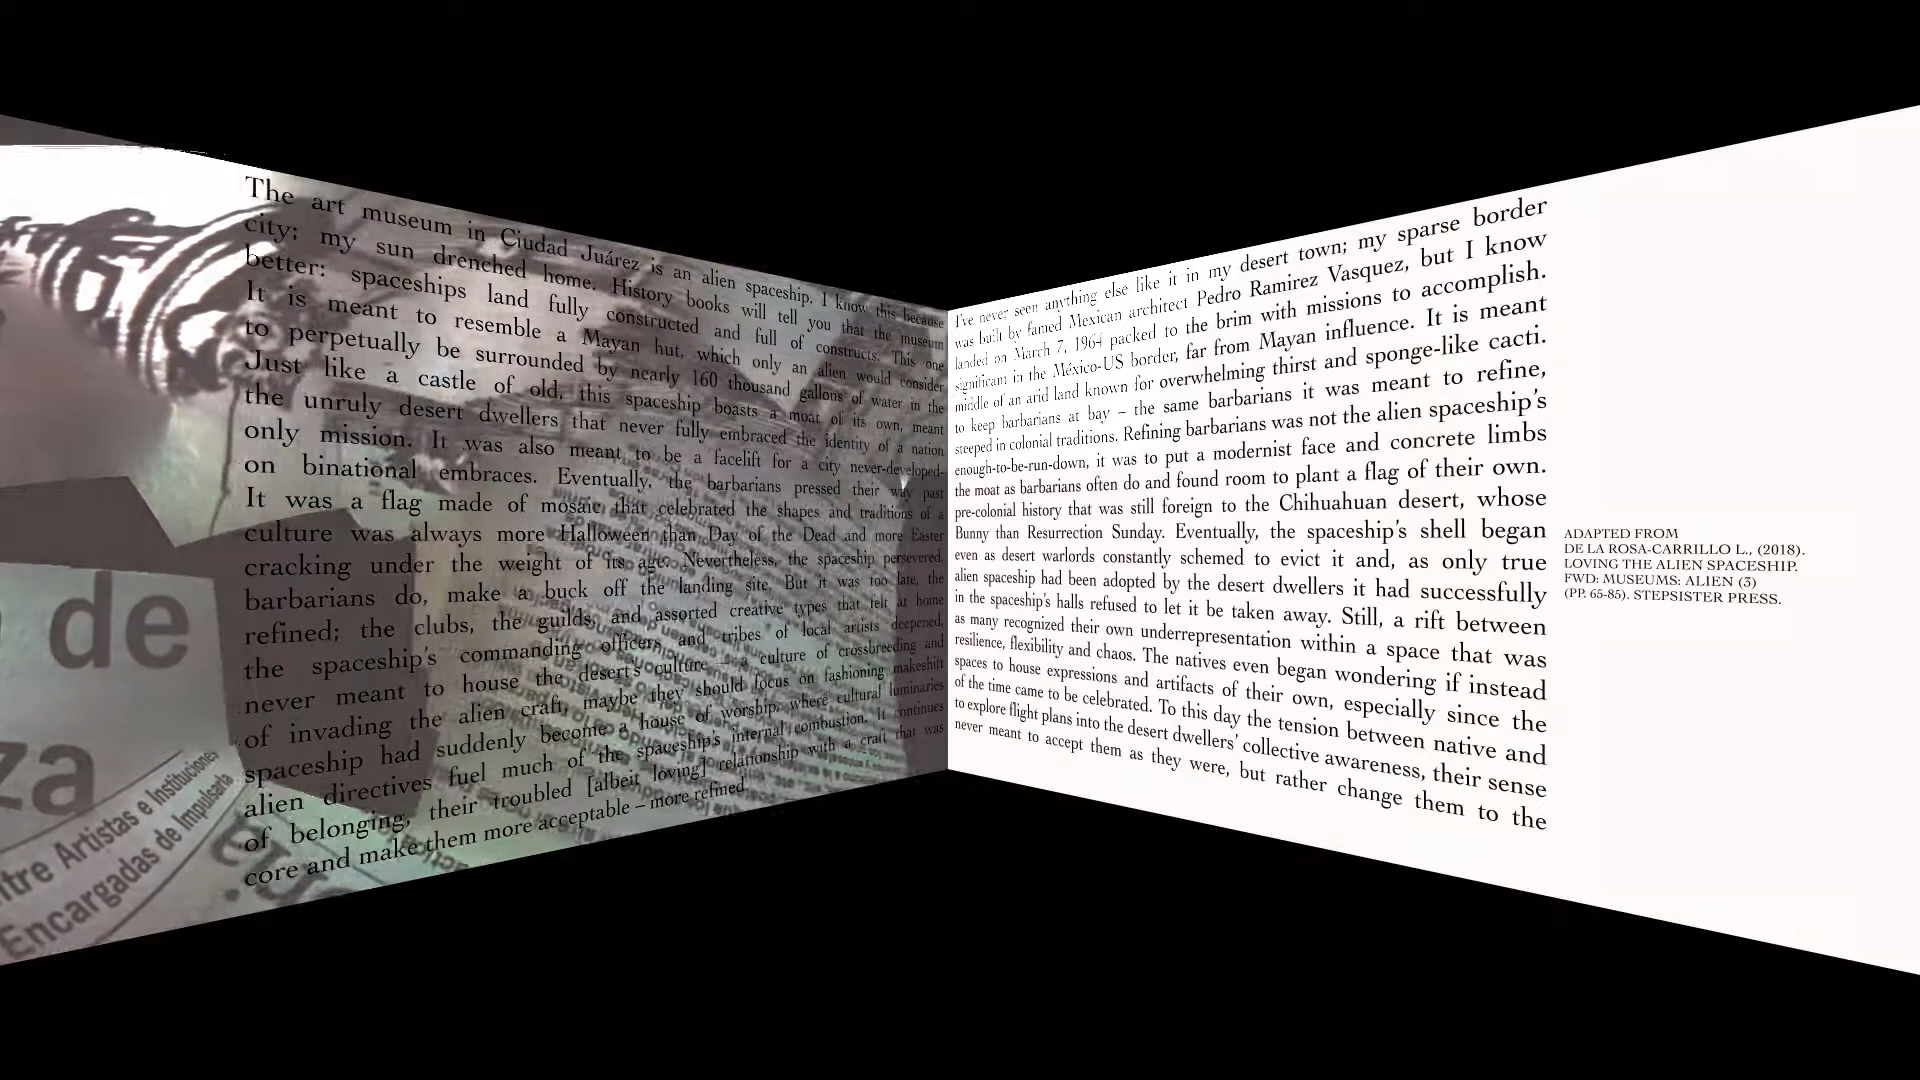 The art museum in Ciudad Juárez is an alien spaceship. I know this because I've never seen anything else like it in my desert town; my sparse border
city; my sun drenched home. History books will tell you that the museum was built by famed Mexican architect Pedro Ramirez Vasquez, but I know
better: spaceships land fully constructed and full of constructs. This one landed on March 7, 1964 packed to the brim with missions to accomplish.
It is meant to resemble a Mayan hut, which only an alien would consider significant in the México-US border, far from Mayan influence. It is meant
to perpetually be surrounded by nearly 160 thousand gallons of water in the middle of an arid land known for overwhelming thirst and sponge-like cacti.
Just like a castle of old, this spaceship boasts a moat of its own, meant to keep barbarians at bay – the same barbarians it was meant to refine,
the unruly desert dwellers that never fully embraced the identity of a nation steeped in colonial traditions. Refining barbarians was not the alien spaceship's
only mission. It was also meant to be a facelift for a city never-developed-enough-to-be-run-down, it was to put a modernist face and concrete limbs
on binational embraces. Eventually, the barbarians pressed their way past the moat as barbarians often do and found room to plant a flag of their own.
It was a flag made of mosaic that celebrated the shapes and traditions of a pre-colonial history that was still foreign to the Chihuahuan desert, whose
culture was always more Halloween than Day of the Dead and more Easter Bunny than Resurrection Sunday. Eventually, the spaceship's shell began
cracking under the weight of its age. Nevertheless, the spaceship persevered, even as desert warlords constantly schemed to evict it and, as only true
barbarians do, make a buck off the landing site. But it was too late, the alien spaceship had been adopted by the desert dwellers it had successfully
refined; the clubs, the guilds, and assorted creative types that felt at home in the spaceship's halls refused to let it be taken away. Still, a rift between
the spaceship's commanding officers and tribes of local artists deepened, as many recognized their own underrepresentation within a space that was
never meant to house the desert's culture – a culture of crossbreeding and resilience, flexibility and chaos. The natives even began wondering if instead
of invading the alien craft, maybe they should focus on fashioning makeshift spaces to house expressions and artifacts of their own, especially since the
spaceship had suddenly become a house of worship, where cultural luminaries of the time came to be celebrated. To this day the tension between native and
alien directives fuel much of the spaceship's internal combustion. It continues to explore flight plans into the desert dwellers' collective awareness, their sense
of belonging, their troubled [albeit loving] relationship with a craft that was never meant to accept them as they were, but rather change them to the
core and make them more acceptable – more refined.
ADAPTED FROM
DE LA ROSA-CARRILLO L., (2018).
LOVING THE ALIEN SPACESHIP.
FWD: MUSEUMS: ALIEN (3)
(PP. 65-85). STEPSISTER PRESS.
de
za
ntre Artistas e Instituciones
Encargadas de Impulsarla